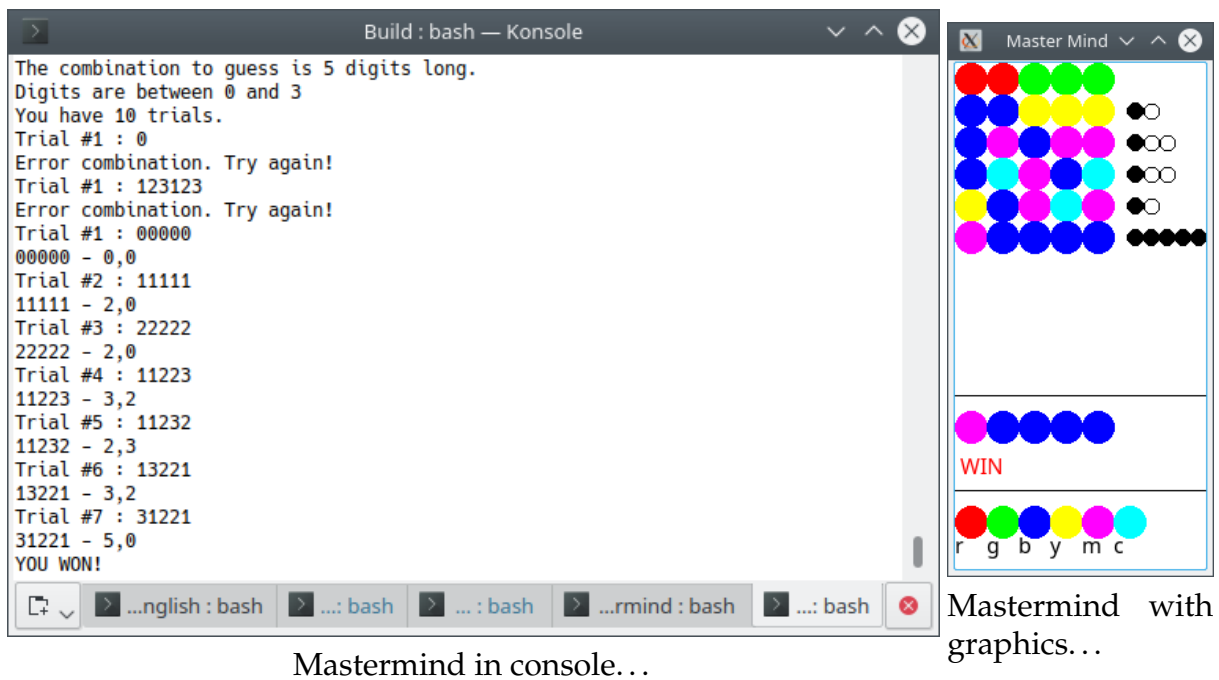 Build : bash — Konsole
The combination to guess is 5 digits long.
Digits are between 0 and 3
You have 10 trials.
Trial #1 : 0
Error combination. Try again!
Trial #1 : 123123
Error combination. Try again!
Trial #1 : 00000
00000 - 0,0
Trial #2 : 11111
11111 - 2,0
Trial #3 : 22222
22222 - 2,0
Trial #4 : 11223
11223 - 3,2
Trial #5 : 11232
11232 - 2,3
Trial #6 : 13221
13221 - 3,2
Trial #7 : 31221
31221 - 5,0
YOU WON!
...nglish : bash ...: bash ... : bash ...rmind : bash ...: bash
Mastermind in console...
Master Mind
WIN
r g b y m c
Mastermind with
graphics...